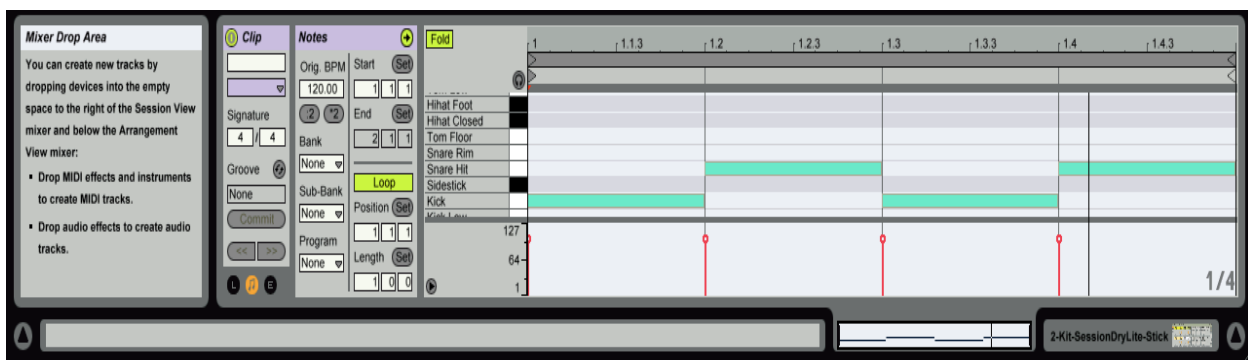 Mixer Drop Area
You can create new tracks by
dropping devices into the empty
space to the right of the Session View
mixer and below the Arrangement
View mixer:
• Drop MIDI effects and instruments
to create MIDI tracks.
• Drop audio effects to create audio
tracks.
Clip
Signature
4 / 4
Groove
None
Commit
<< >>
L E
Notes
Orig. BPM
120.00
:2 *2
Bank
None
Sub-Bank
None
Program
None
Start Set
1 1 1
End Set
2 1 1
Loop
Position Set
1 1 1
Length Set
1 0 0
Fold
1 1.1.3 1.2 1.2.3 1.3 1.3.3 1.4 1.4.3
Hihat Foot
Hihat Closed
Tom Floor
Snare Rim
Snare Hit
Sidestick
Kick
Kick Low
127
64
1
1/4
2-Kit-SessionDryLite-Stick